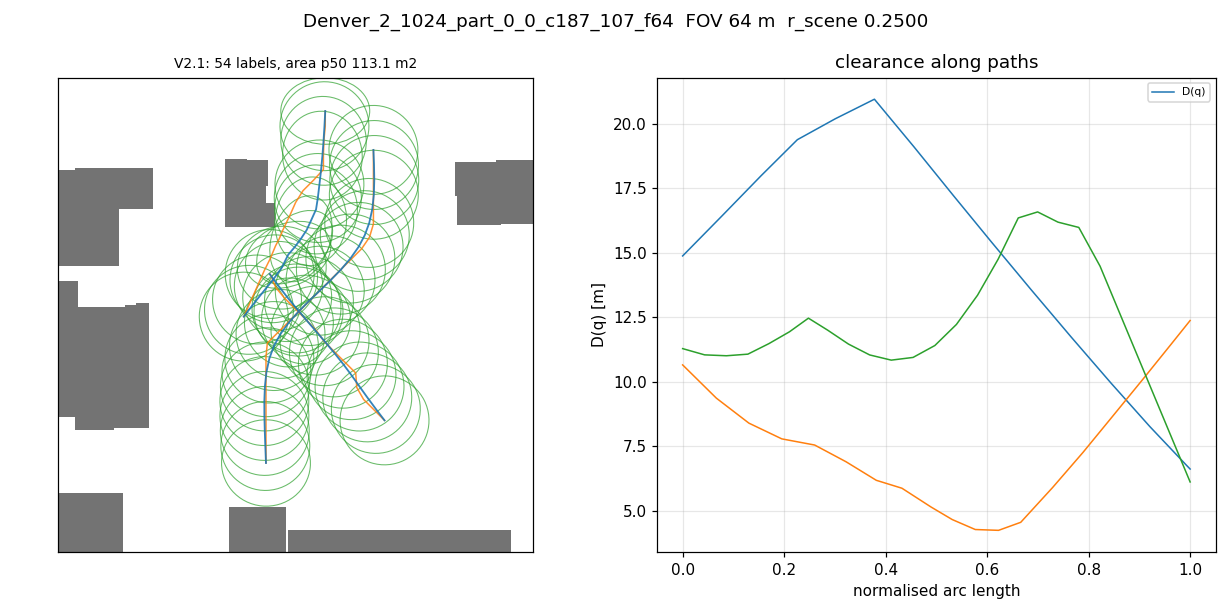 Denver_2_1024_part_0_0_c187_107_f64  FOV 64 m  r_scene 0.2500
V2.1: 54 labels, area p50 113.1 m2
clearance along paths
D(q)
D(q) [m]
20.0
17.5
15.0
12.5
10.0
7.5
5.0
0.0 0.2 0.4 0.6 0.8 1.0
normalised arc length